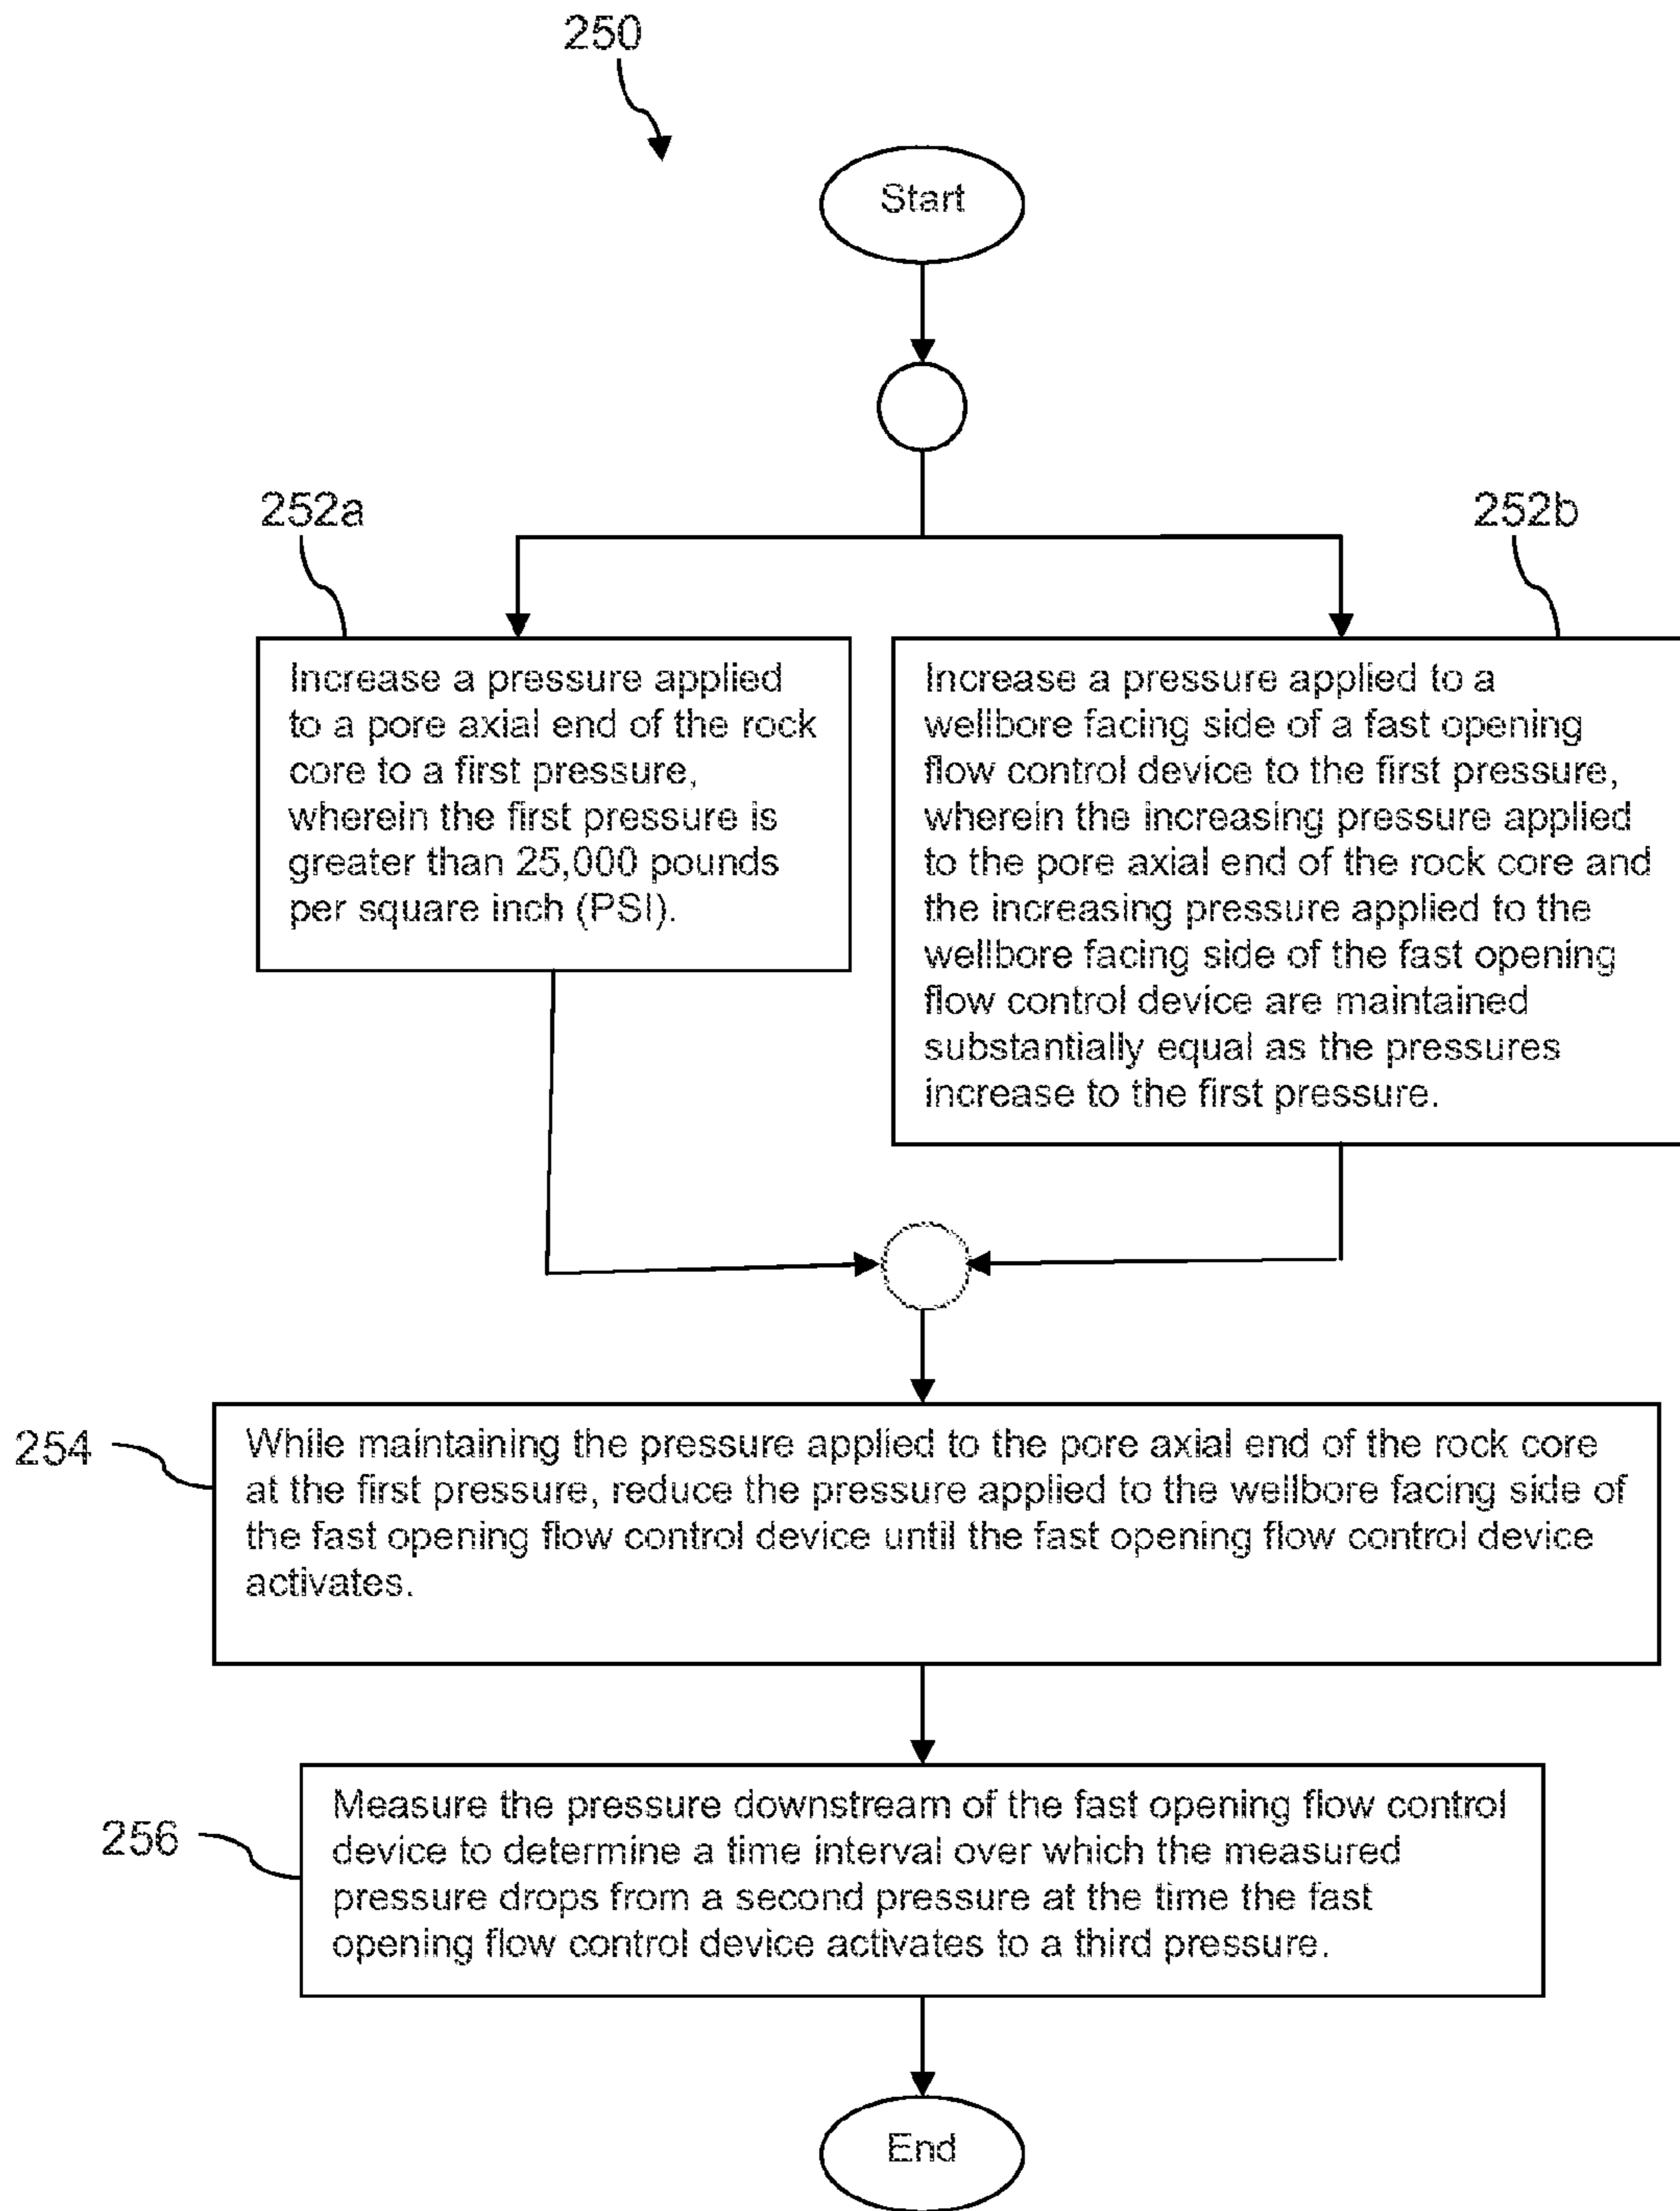 250
Start
252a
252b
Increase a pressure applied
to a pore axial end of the rock
core to a first pressure,
wherein the first pressure is
greater than 25,000 pounds
per square inch (PSI).
Increase a pressure applied to a
wellbore facing side of a fast opening
flow control device to the first pressure,
wherein the increasing pressure applied
to the pore axial end of the rock core and
the increasing pressure applied to the
wellbore facing side of the fast opening
flow control device are maintained
substantially equal as the pressures
increase to the first pressure.
254
While maintaining the pressure applied to the pore axial end of the rock core
at the first pressure, reduce the pressure applied to the wellbore facing side of
the fast opening flow control device until the fast opening flow control device
activates.
256
Measure the pressure downstream of the fast opening flow control
device to determine a time interval over which the measured
pressure drops from a second pressure at the time the fast
opening flow control device activates to a third pressure.
End